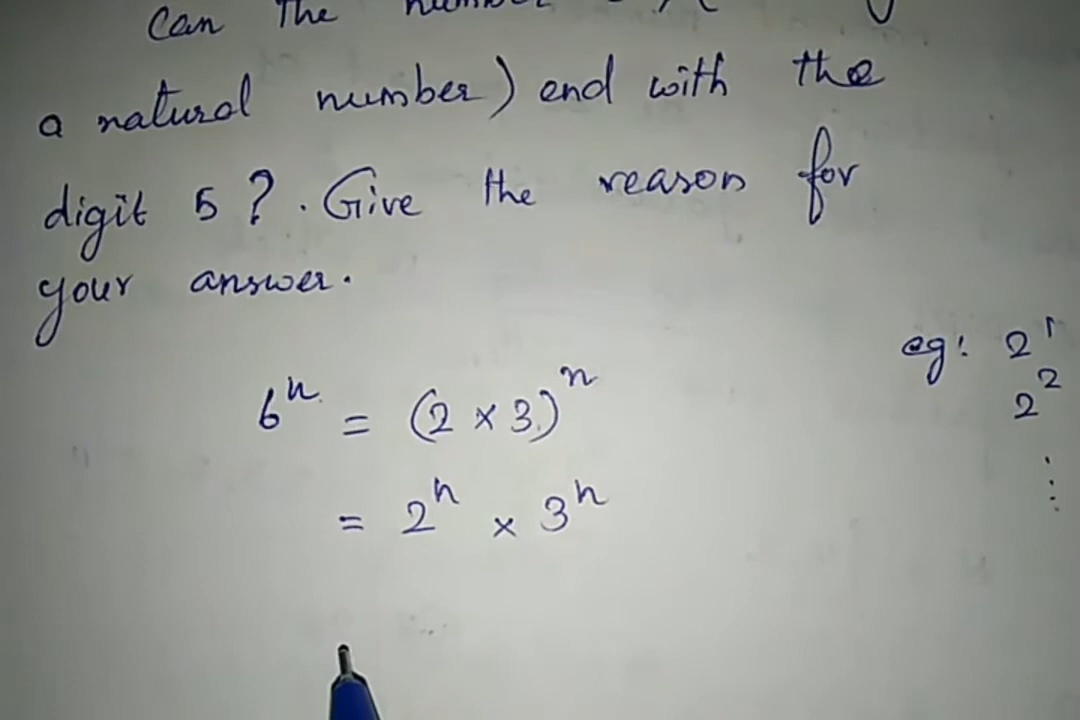 Can The number
a natural number) end with the
digit 5 ? . Give the reason for
your answer.
eg: 2¹
2²
⋮
6ⁿ = (2 × 3)ⁿ
= 2ⁿ × 3ⁿ